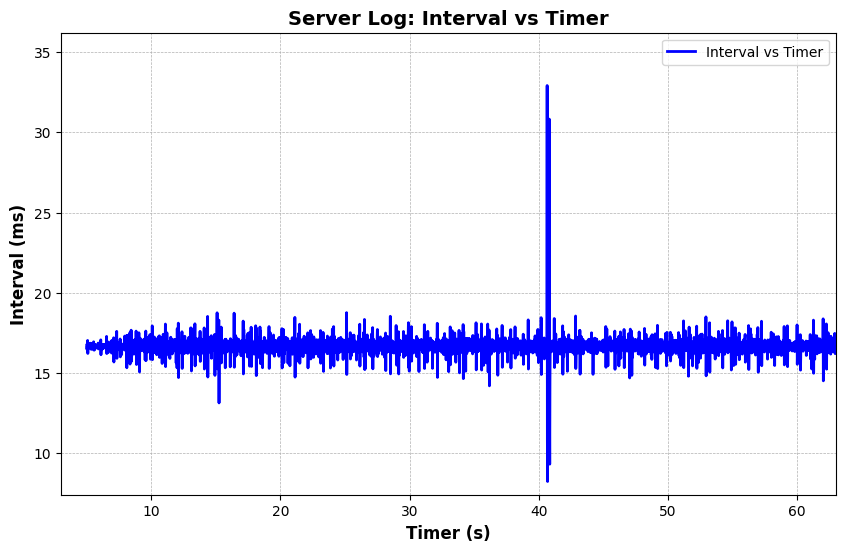 Server Log: Interval vs Timer
Interval vs Timer
Interval (ms)
35
30
25
20
15
10
10 20 30 40 50 60
Timer (s)